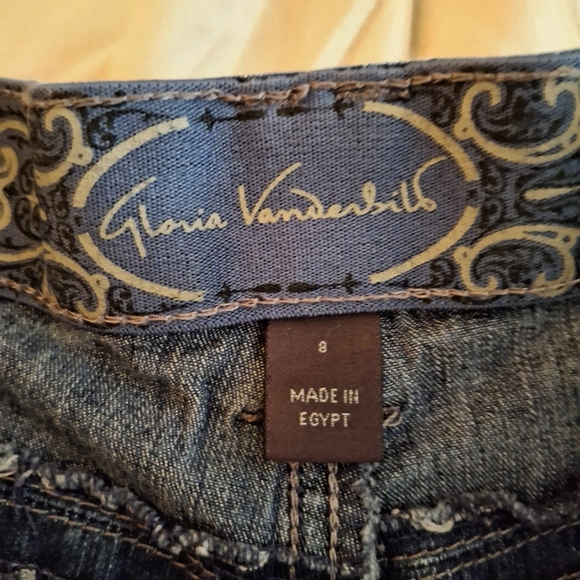 Gloria Vanderbilt
8
MADE IN
EGYPT